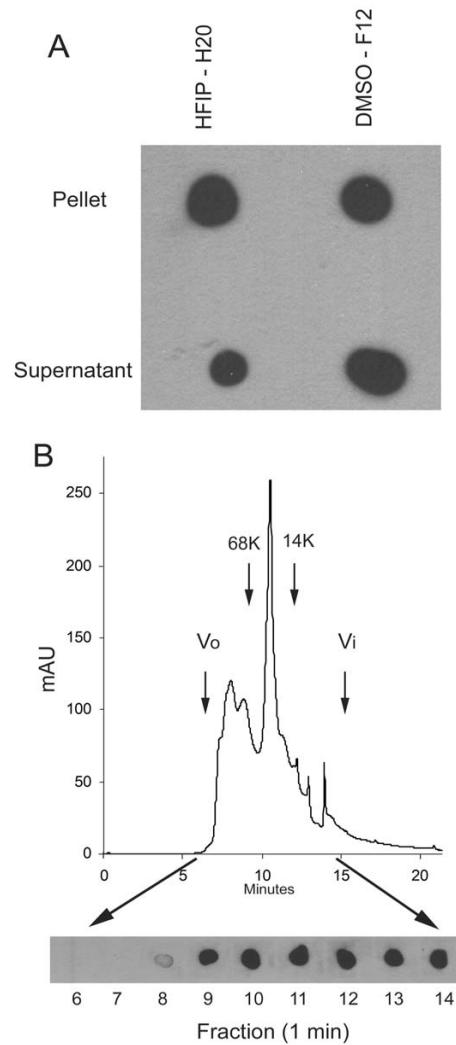 A
HFIP - H20
DMSO - F12
Pellet
Supernatant
B
250
200
150
100
50
0
mAU
68K
14K
Vo
Vi
0
5
10
15
20
Minutes
6 7 8 9 10 11 12 13 14
Fraction (1 min)